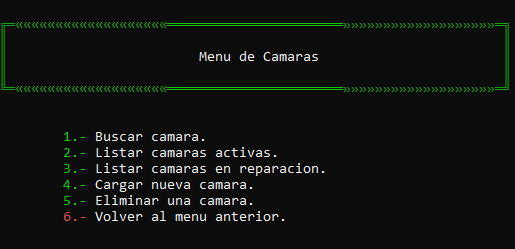 Menu de Camaras
1.- Buscar camara.
2.- Listar camaras activas.
3.- Listar camaras en reparacion.
4.- Cargar nueva camara.
5.- Eliminar una camara.
6.- Volver al menu anterior.